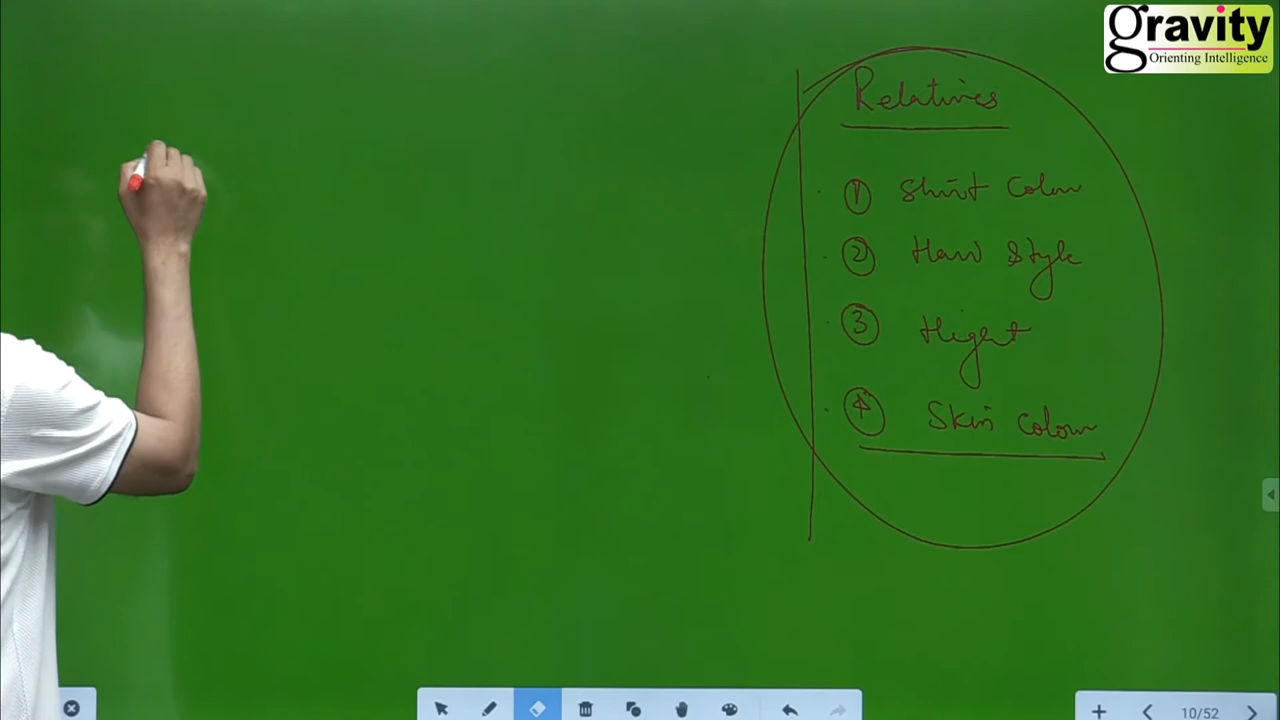 gravity
Orienting Intelligence
Relatives
① Shirt Colour
② Hair Style
③ Hight
④ Skin Colour
10/52